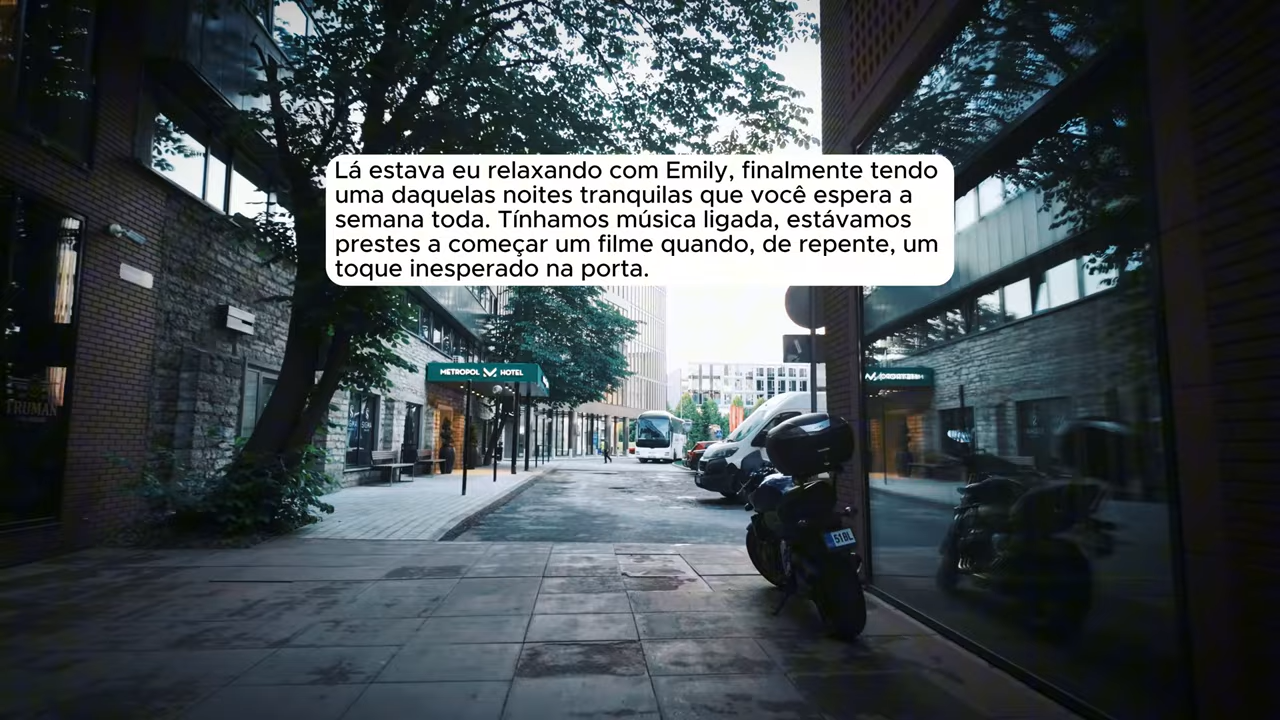 Lá estava eu relaxando com Emily, finalmente tendo
uma daquelas noites tranquilas que você espera a
semana toda. Tínhamos música ligada, estávamos
prestes a começar um filme quando, de repente, um
toque inesperado na porta.
METROPOL HOTEL
TRUMAN
518L